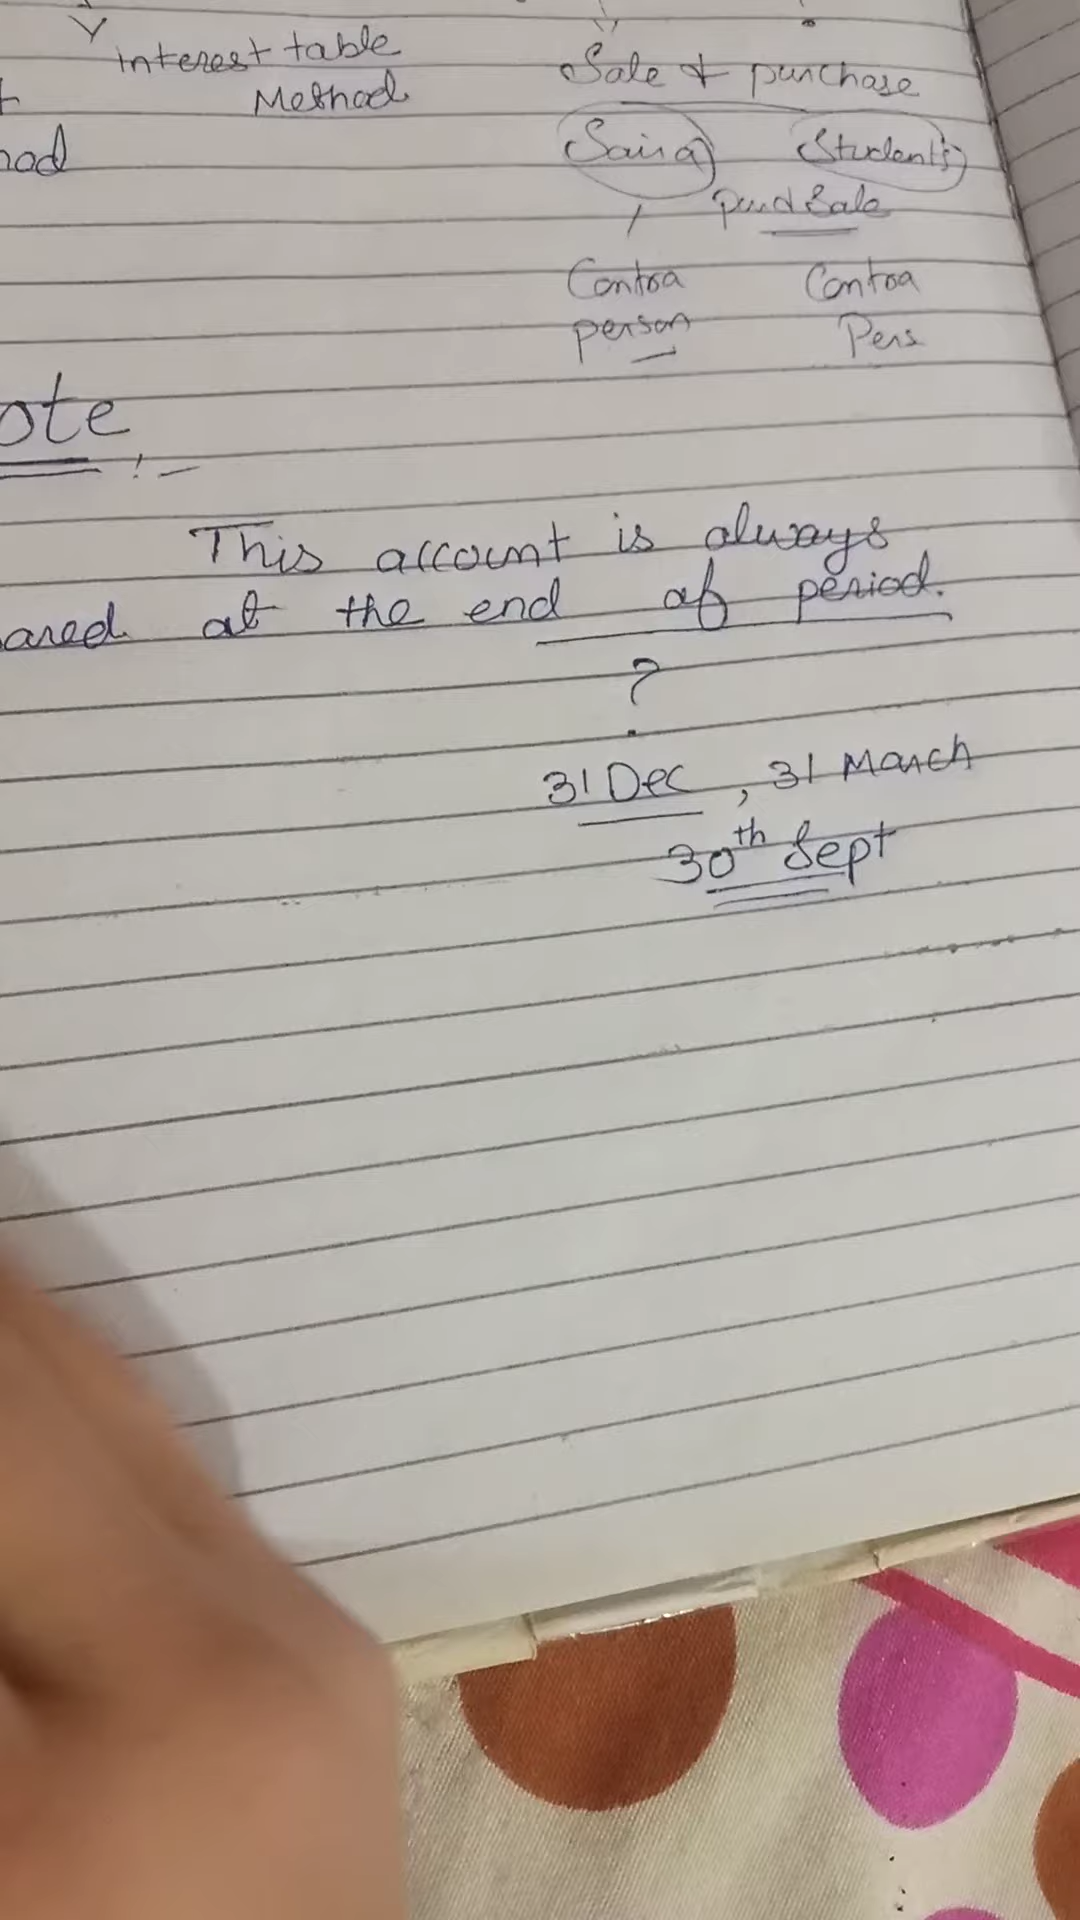 interest table
Method
Sale & purchase
Saira Students
Sale
Contra Contra
person Pers
ote :-
This account is always
ared at the end of period.
?
31 Dec , 31 March
30th Sept